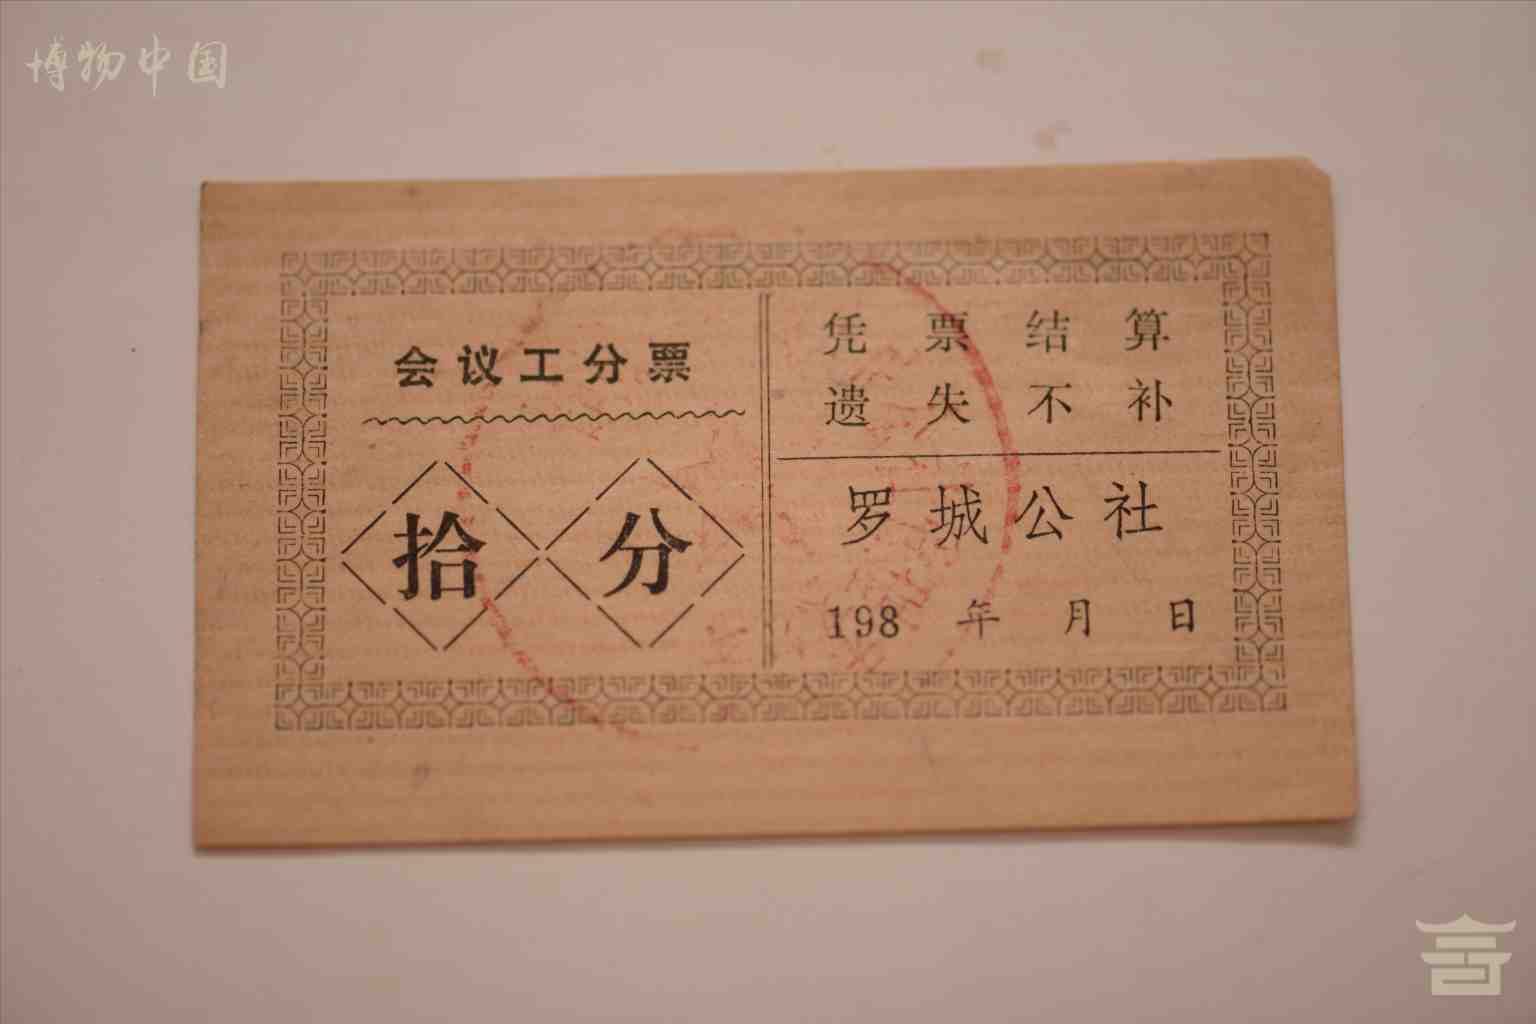 博物中国
会议工分票
拾分
凭票结算
遗失不补
罗城公社
198 年 月 日